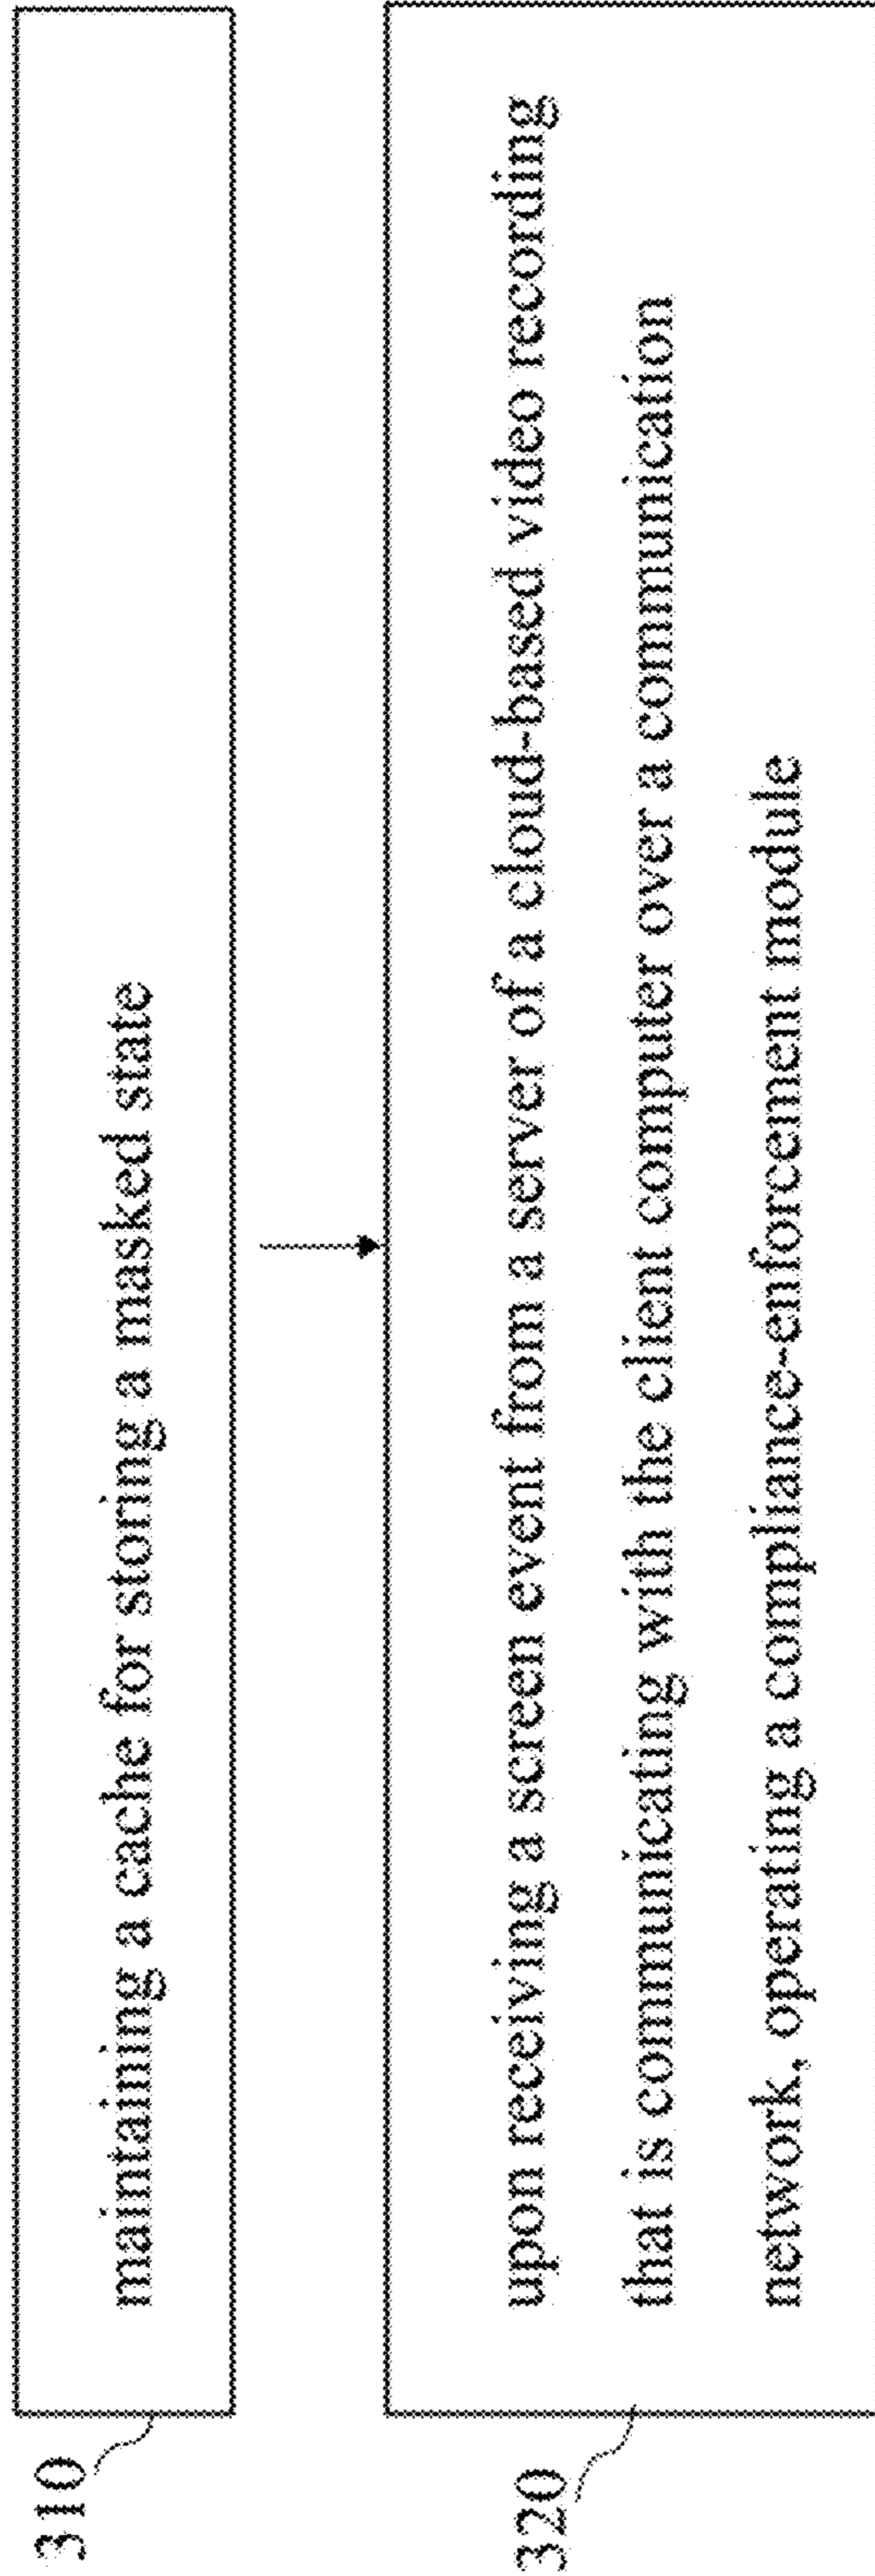 310
maintaining a cache for storing a masked state
320
upon receiving a screen event from a server of a cloud-based video recording
that is communicating with the client computer over a communication
network, operating a compliance-enforcement module